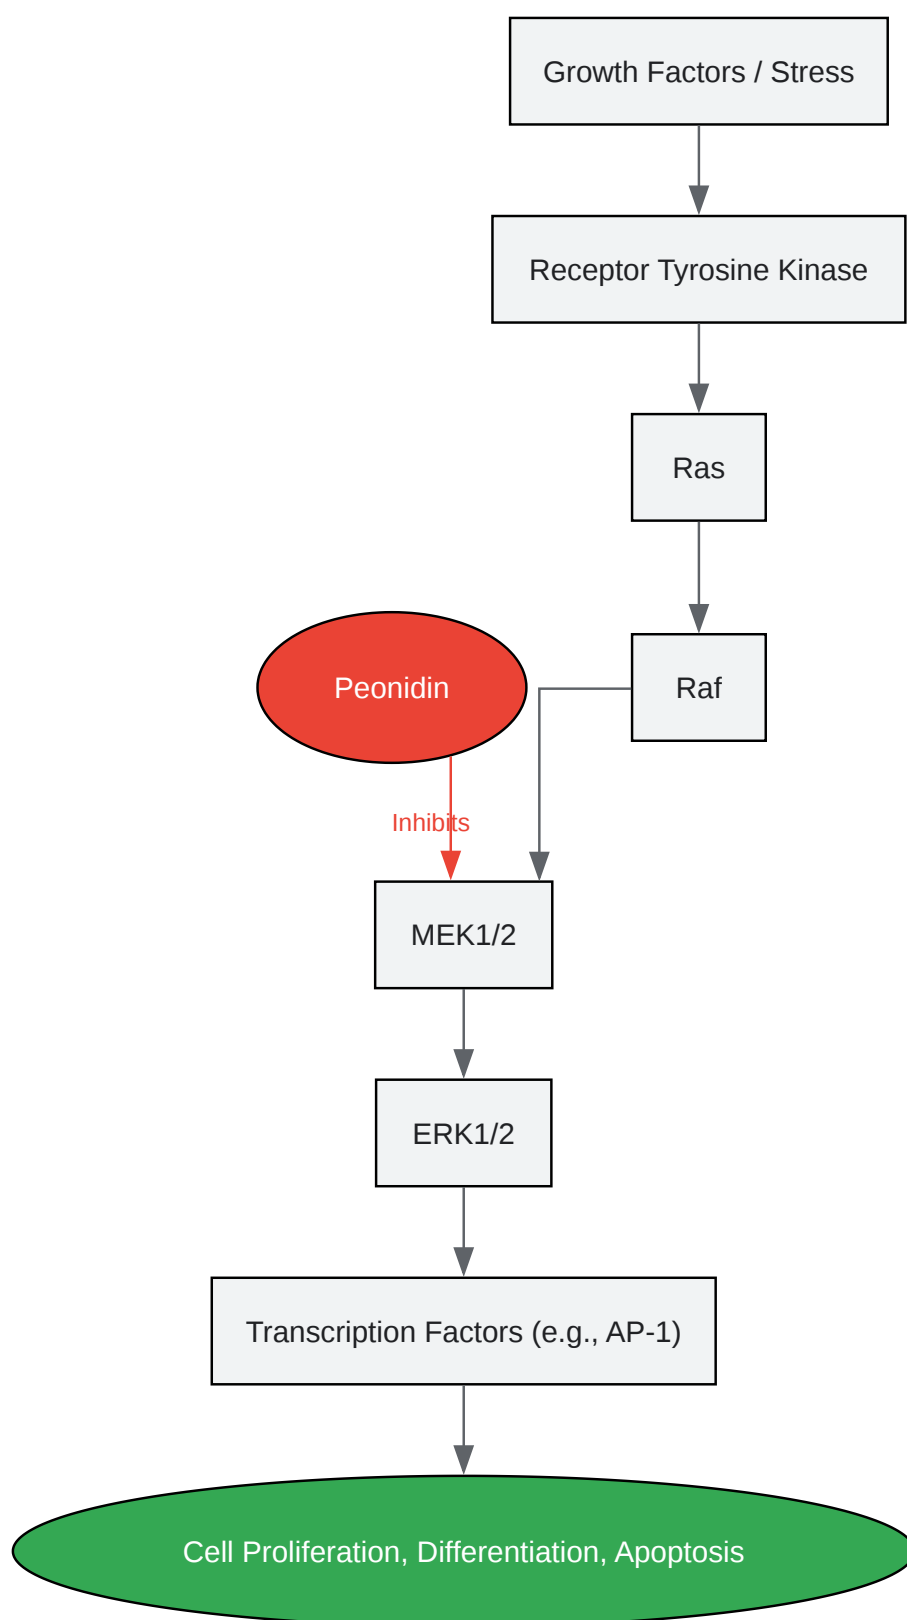 Growth Factors / Stress
Receptor Tyrosine Kinase
Ras
Peonidin
Raf
Inhibits
MEK1/2
ERK1/2
Transcription Factors (e.g., AP-1)
Cell Proliferation, Differentiation, Apoptosis